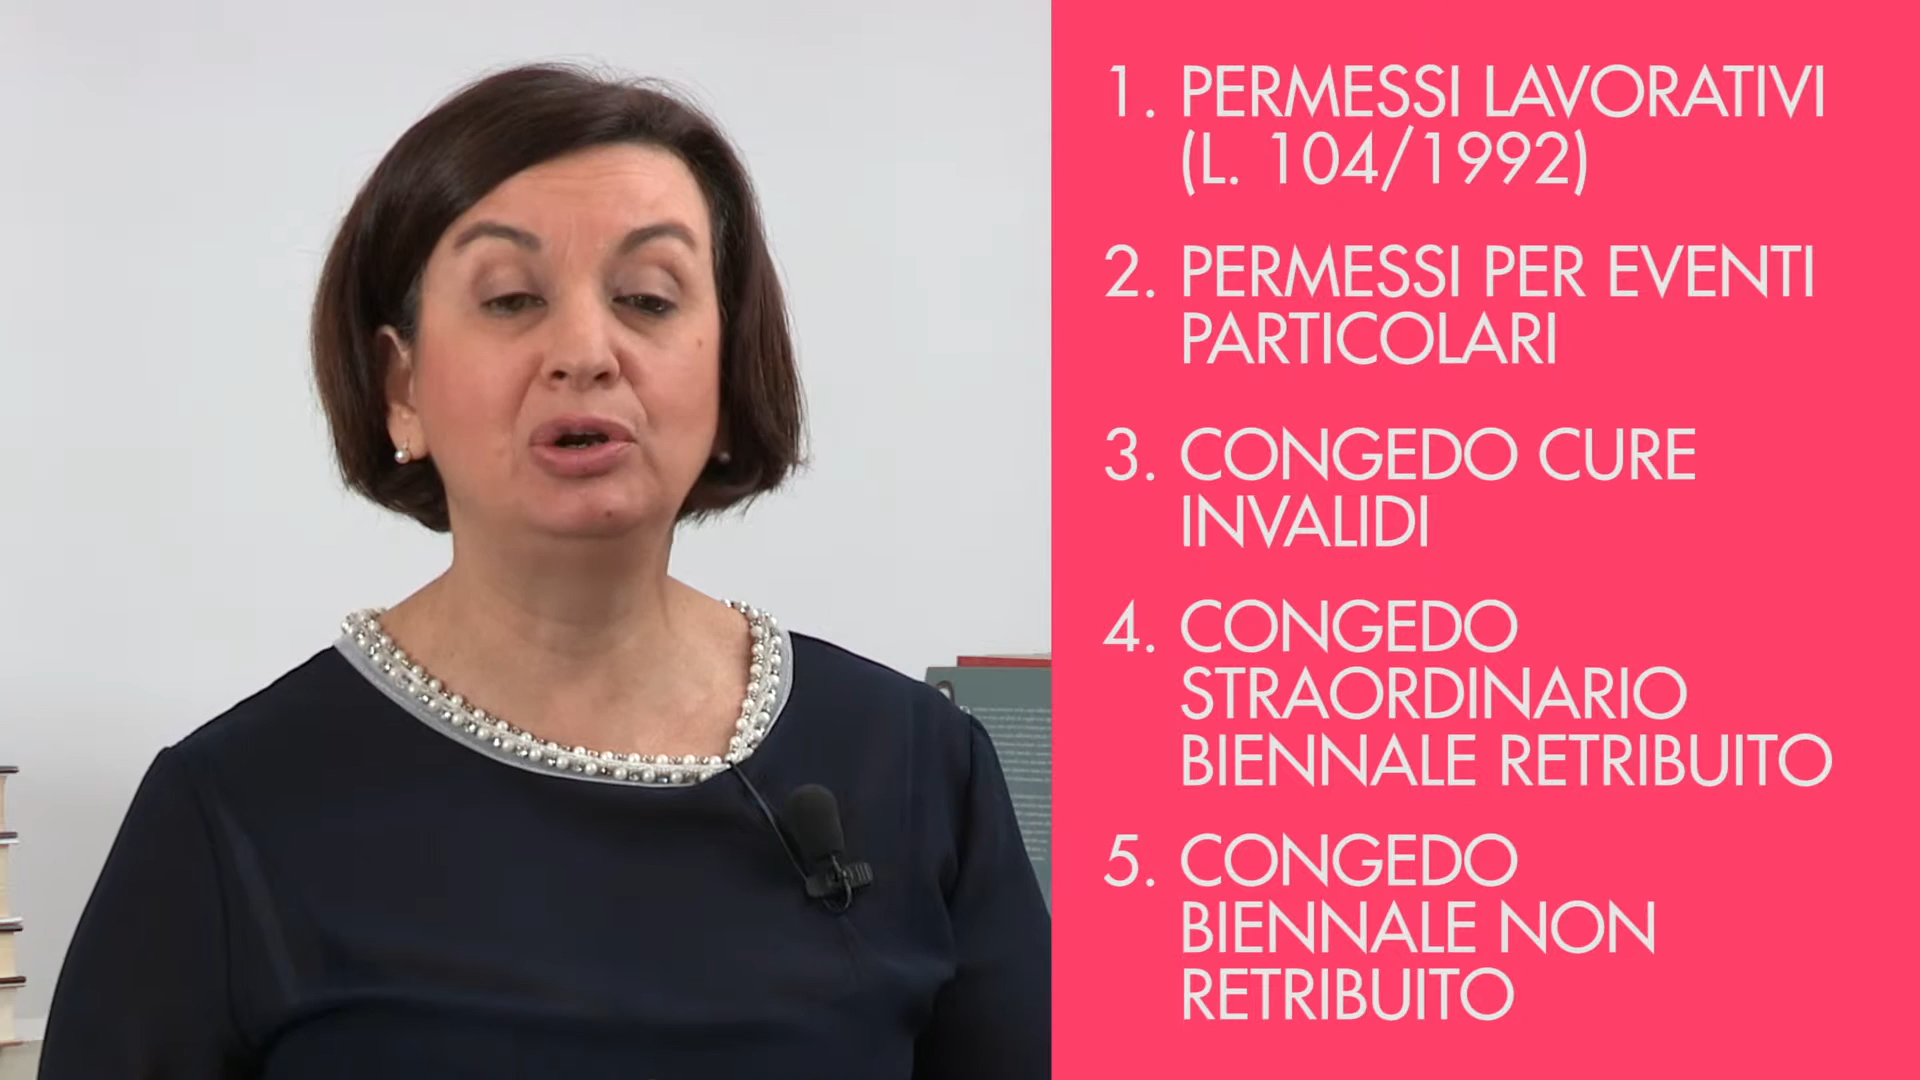 1. PERMESSI LAVORATIVI
(L. 104/1992)
2. PERMESSI PER EVENTI
PARTICOLARI
3. CONGEDO CURE
INVALIDI
4. CONGEDO
STRAORDINARIO
BIENNALE RETRIBUITO
5. CONGEDO
BIENNALE NON
RETRIBUITO